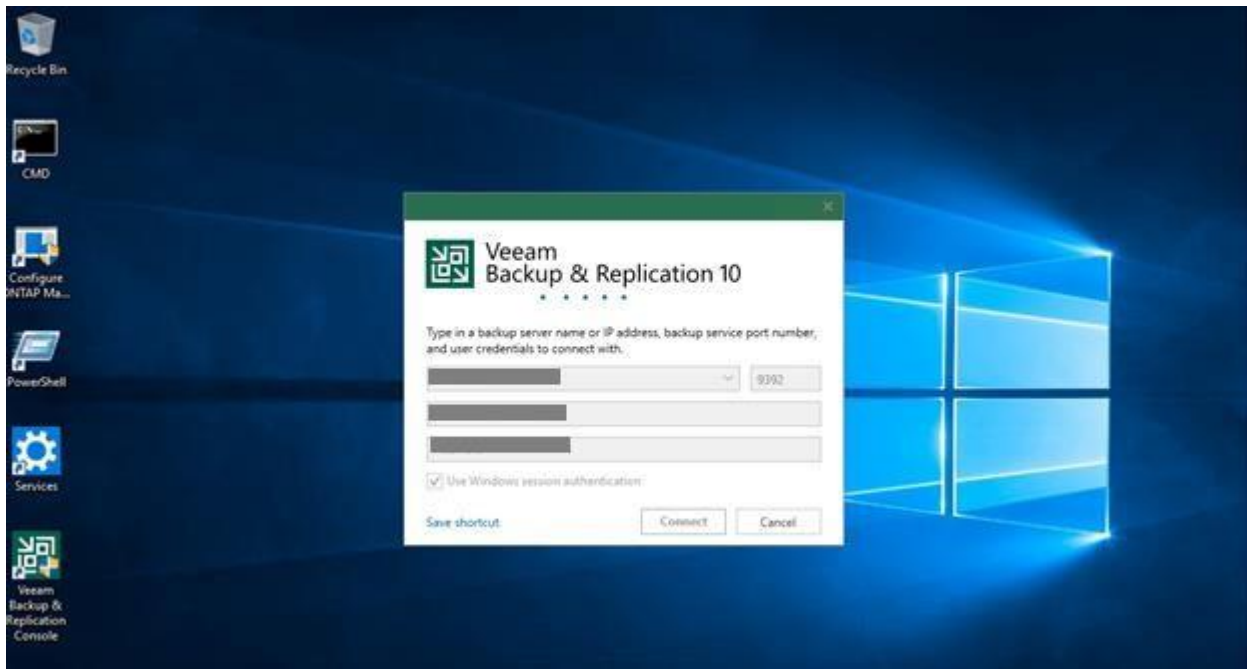 Recycle Bin
CMD
Configure
ONTAP Ma...
PowerShell
Services
Veeam
Backup &
Replication
Console
Veeam
Backup & Replication 10
Type in a backup server name or IP address, backup service port number,
and user credentials to connect with.
9392
Use Windows session authentication
Save shortcut
Connect
Cancel